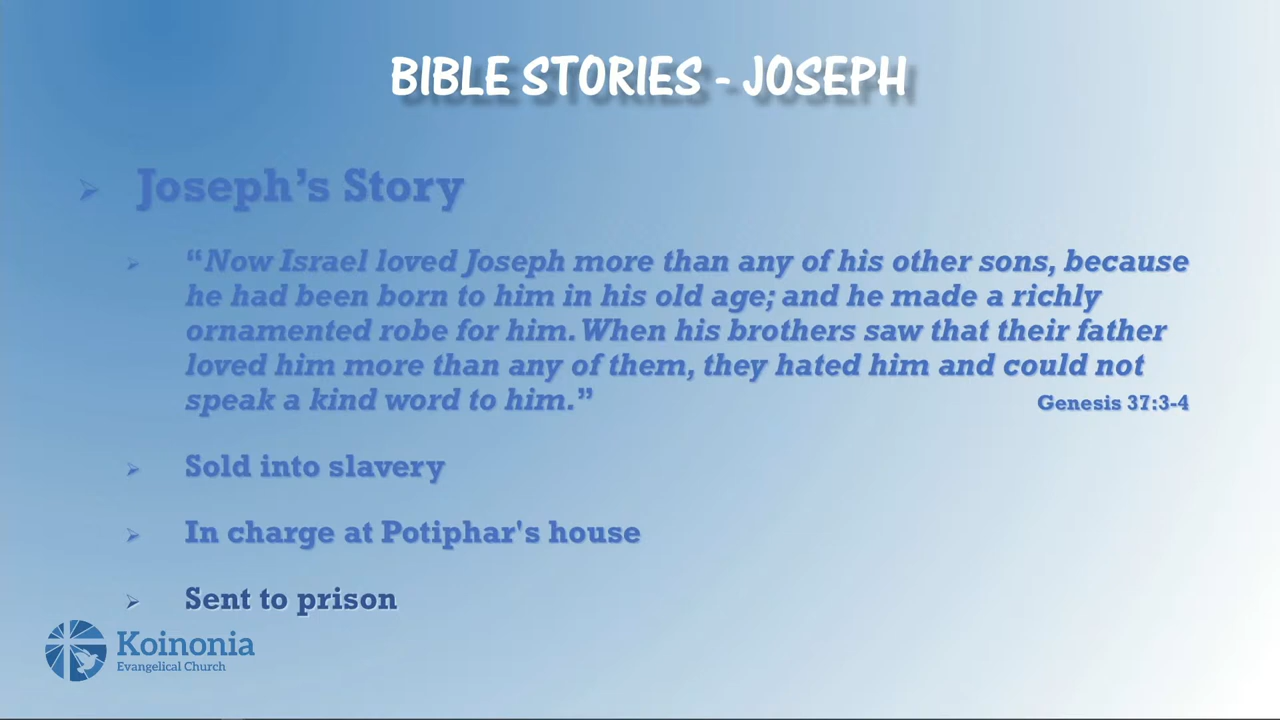 BIBLE STORIES - JOSEPH
Joseph's Story
“Now Israel loved Joseph more than any of his other sons, because
he had been born to him in his old age; and he made a richly
ornamented robe for him. When his brothers saw that their father
loved him more than any of them, they hated him and could not
speak a kind word to him.”
Genesis 37:3-4
Sold into slavery
In charge at Potiphar's house
Sent to prison
Koinonia
Evangelical Church